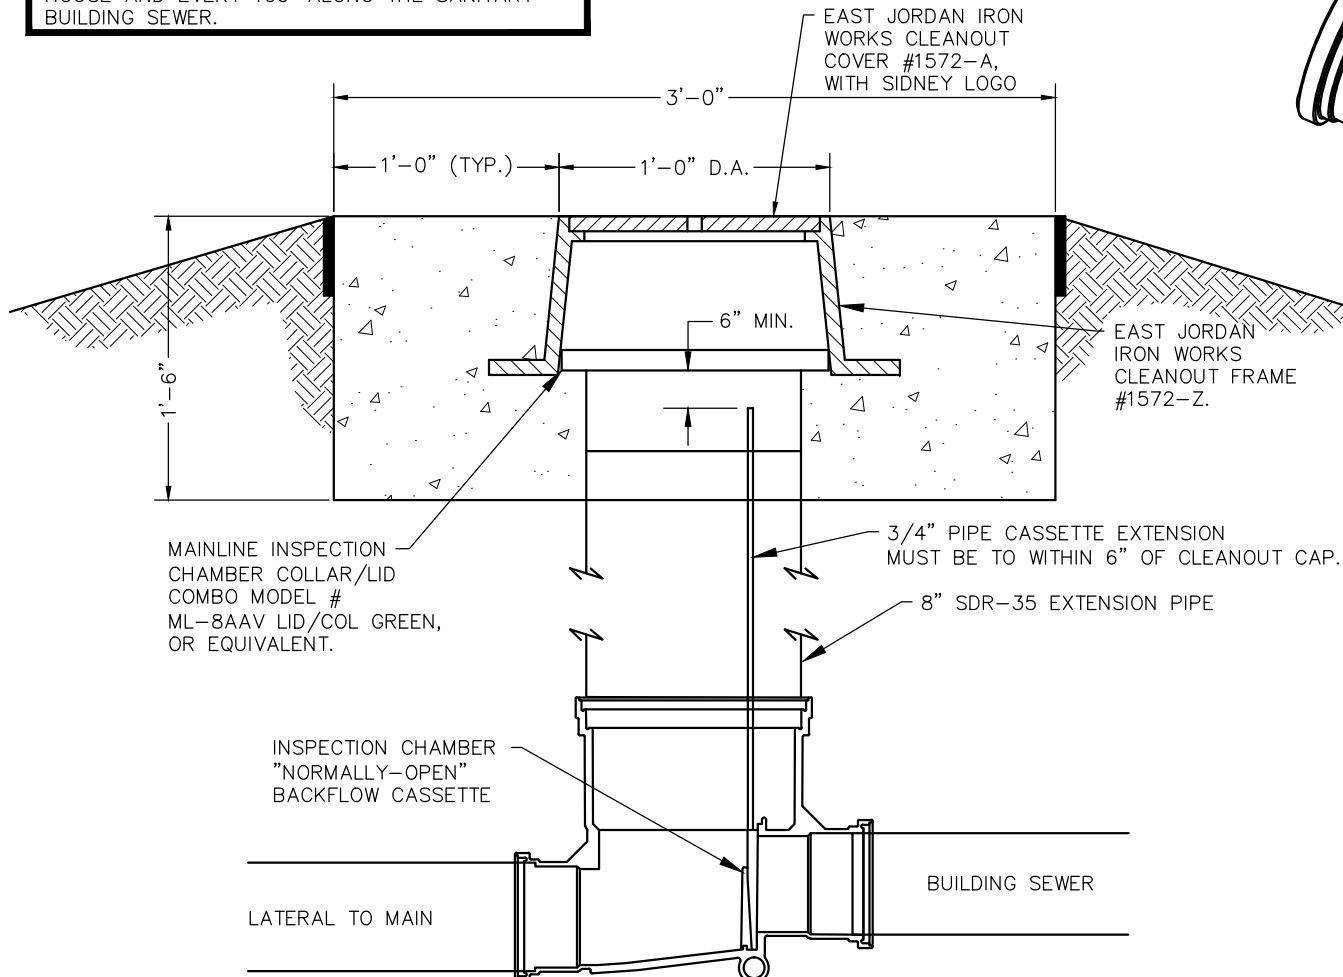 BUILDING SEWER.
EAST JORDAN IRON
WORKS CLEANOUT
COVER #1572-A,
WITH SIDNEY LOGO
3'-0"
1'-0" (TYP.)
1'-0" D.A.
6" MIN.
1'-6"
EAST JORDAN
IRON WORKS
CLEANOUT FRAME
#1572-Z.
MAINLINE INSPECTION
CHAMBER COLLAR/LID
COMBO MODEL #
ML-8AAV LID/COL GREEN,
OR EQUIVALENT.
3/4" PIPE CASSETTE EXTENSION
MUST BE TO WITHIN 6" OF CLEANOUT CAP.
8" SDR-35 EXTENSION PIPE
INSPECTION CHAMBER
"NORMALLY-OPEN"
BACKFLOW CASSETTE
BUILDING SEWER
LATERAL TO MAIN